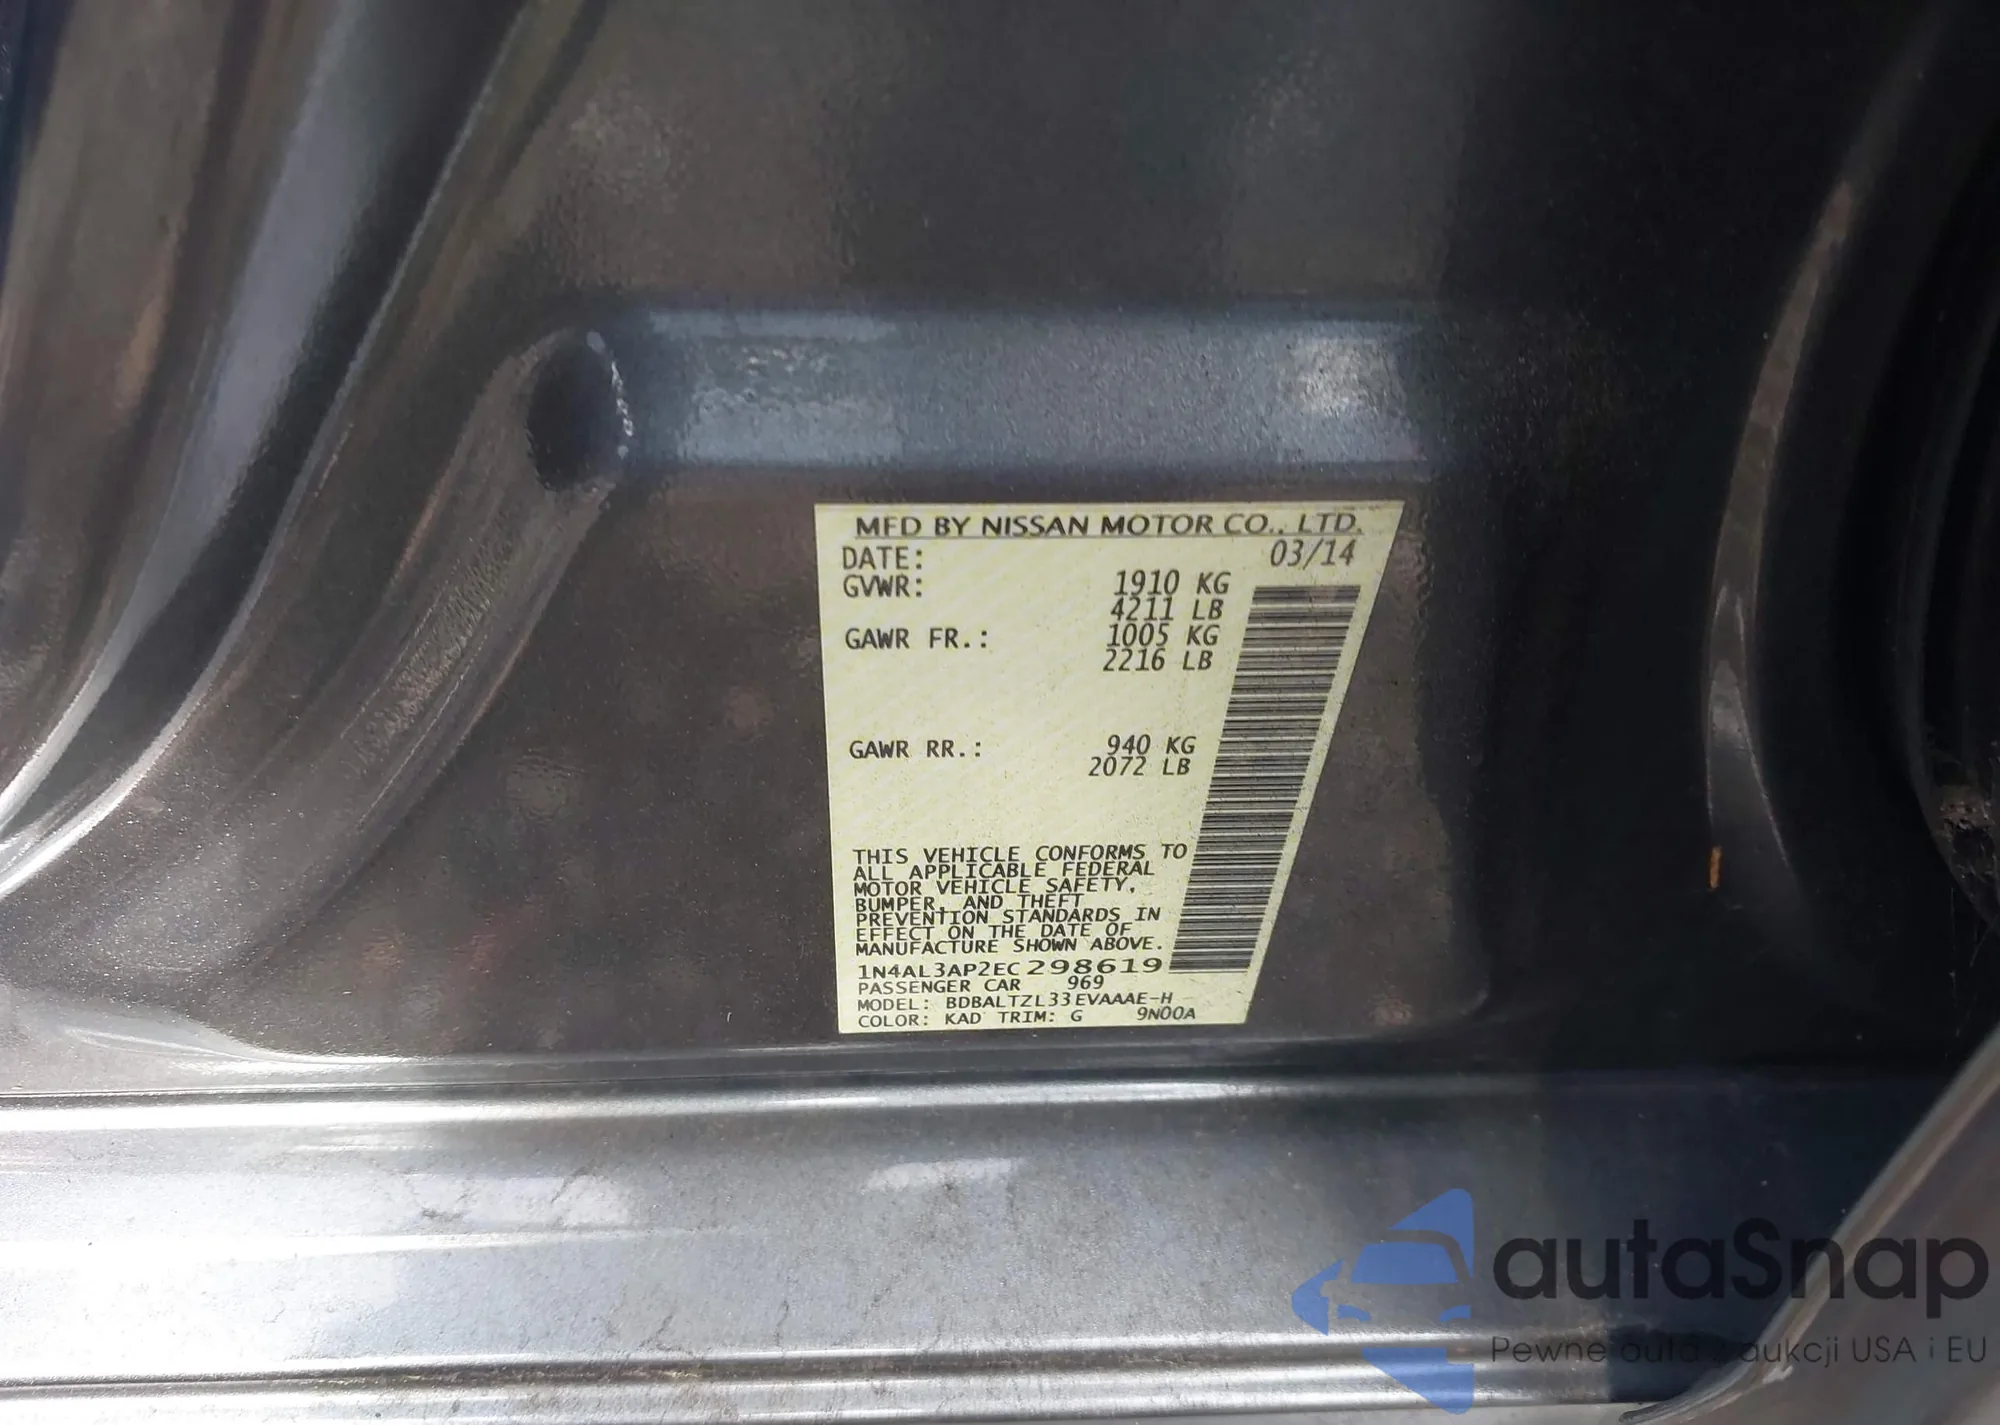 MFD BY NISSAN MOTOR CO., LTD.
DATE: 03/14
GVWR: 1910 KG
4211 LB
GAWR FR.: 1005 KG
2216 LB
GAWR RR.: 940 KG
2072 LB
THIS VEHICLE CONFORMS TO
ALL APPLICABLE FEDERAL
MOTOR VEHICLE SAFETY,
BUMPER, AND THEFT
PREVENTION STANDARDS IN
EFFECT ON THE DATE OF
MANUFACTURE SHOWN ABOVE.
1N4AL3AP2EC298619
PASSENGER CAR 969
MODEL: BDBALTZL33EVAAAE-H
COLOR: KAD TRIM: G 9N00A
autaSnap
Pewne auta z aukcji USA i EU